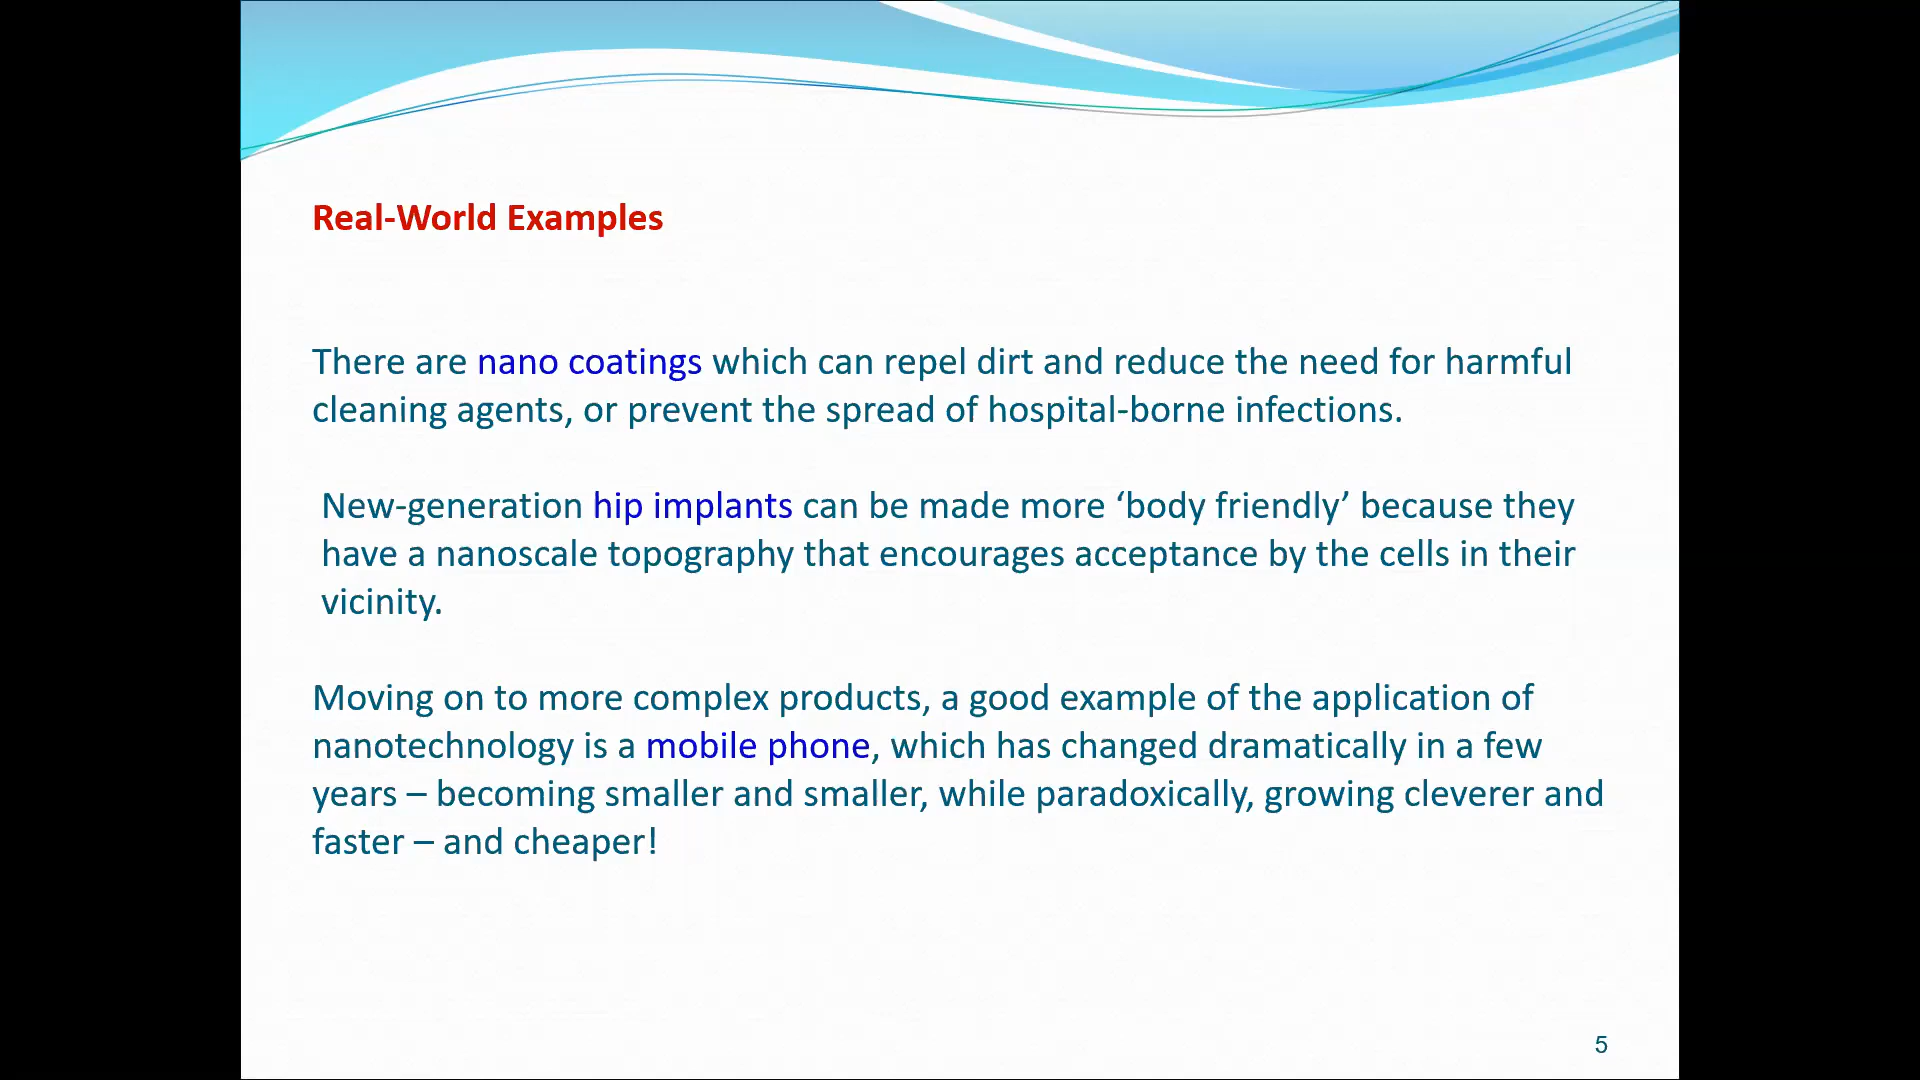 Real-World Examples
There are nano coatings which can repel dirt and reduce the need for harmful
cleaning agents, or prevent the spread of hospital-borne infections.
New-generation hip implants can be made more ‘body friendly’ because they
have a nanoscale topography that encourages acceptance by the cells in their
vicinity.
Moving on to more complex products, a good example of the application of
nanotechnology is a mobile phone, which has changed dramatically in a few
years – becoming smaller and smaller, while paradoxically, growing cleverer and
faster – and cheaper!
5